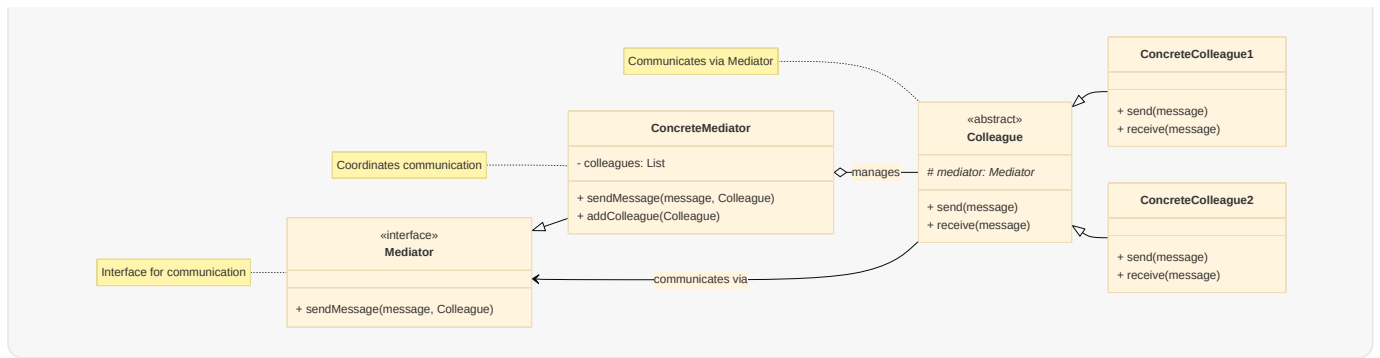 Interface for communication
«interface»
Mediator
+ sendMessage(message, Colleague)
Coordinates communication
ConcreteMediator
- colleagues: List
+ sendMessage(message, Colleague)
+ addColleague(Colleague)
Communicates via Mediator
manages
communicates via
«abstract»
Colleague
# mediator: Mediator
+ send(message)
+ receive(message)
ConcreteColleague1
+ send(message)
+ receive(message)
ConcreteColleague2
+ send(message)
+ receive(message)